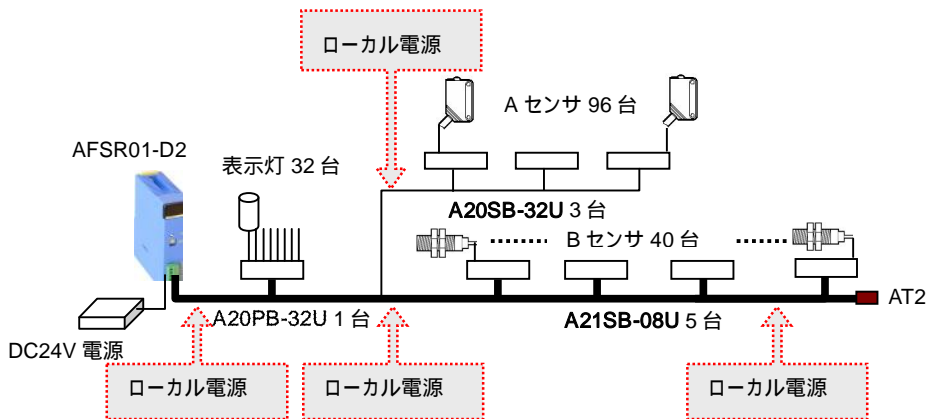 ローカル電源
A センサ 96 台
AFSR01-D2
表示灯 32 台
A20SB-32U 3 台
B センサ 40 台
AT2
A20PB-32U 1 台
A21SB-08U 5 台
DC24V 電源
ローカル電源
ローカル電源
ローカル電源